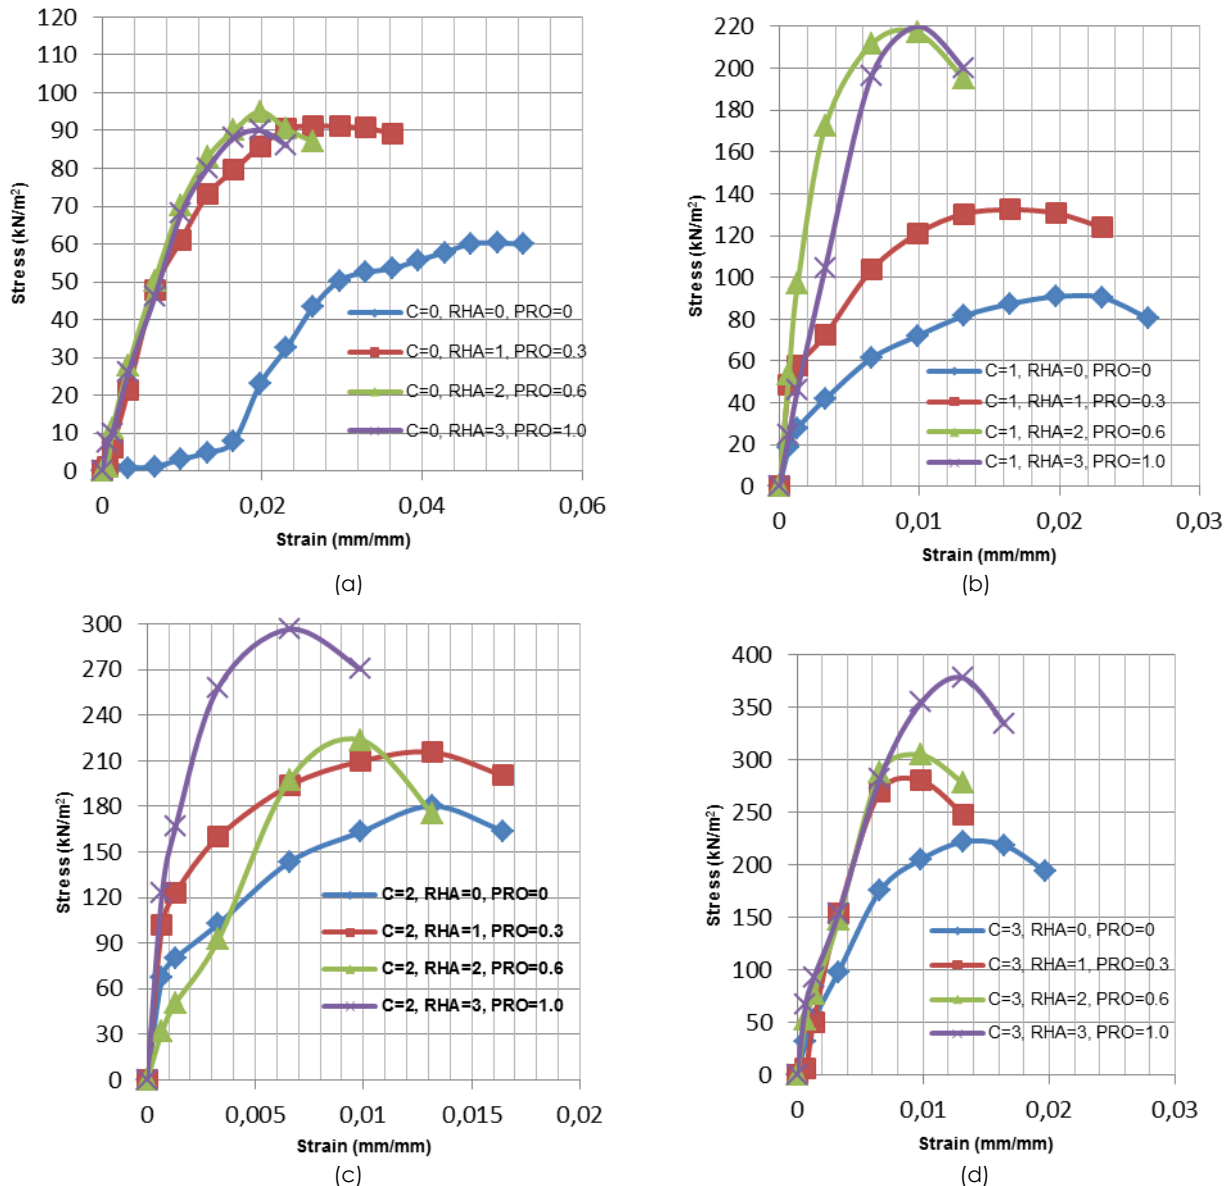 120
110
100
90
80
70
60
50
40
30
20
10
0
Stress (kN/m²)
C=0, RHA=0, PRO=0
C=0, RHA=1, PRO=0.3
C=0, RHA=2, PRO=0.6
C=0, RHA=3, PRO=1.0
0 0,02 0,04 0,06
Strain (mm/mm)
(a)
220
200
180
160
140
120
100
80
60
40
20
0
Stress (kN/m²)
C=1, RHA=0, PRO=0
C=1, RHA=1, PRO=0.3
C=1, RHA=2, PRO=0.6
C=1, RHA=3, PRO=1.0
0 0,01 0,02 0,03
Strain (mm/mm)
(b)
300
270
240
210
180
150
120
90
60
30
0
Stress (kN/m²)
C=2, RHA=0, PRO=0
C=2, RHA=1, PRO=0.3
C=2, RHA=2, PRO=0.6
C=2, RHA=3, PRO=1.0
0 0,005 0,01 0,015 0,02
Strain (mm/mm)
(c)
400
350
300
250
200
150
100
50
0
Stress (kN/m²)
C=3, RHA=0, PRO=0
C=3, RHA=1, PRO=0.3
C=3, RHA=2, PRO=0.6
C=3, RHA=3, PRO=1.0
0 0,01 0,02 0,03
Strain (mm/mm)
(d)